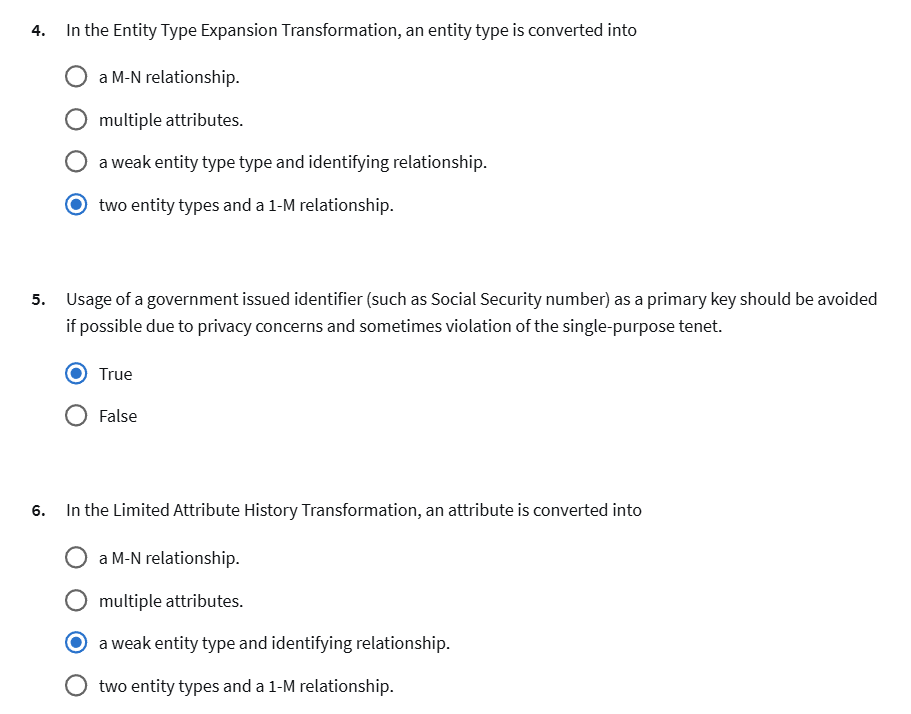 4. In the Entity Type Expansion Transformation, an entity type is converted into
a M-N relationship.
multiple attributes.
a weak entity type type and identifying relationship.
two entity types and a 1-M relationship.
5. Usage of a government issued identifier (such as Social Security number) as a primary key should be avoided
if possible due to privacy concerns and sometimes violation of the single-purpose tenet.
True
False
6. In the Limited Attribute History Transformation, an attribute is converted into
a M-N relationship.
multiple attributes.
a weak entity type and identifying relationship.
two entity types and a 1-M relationship.